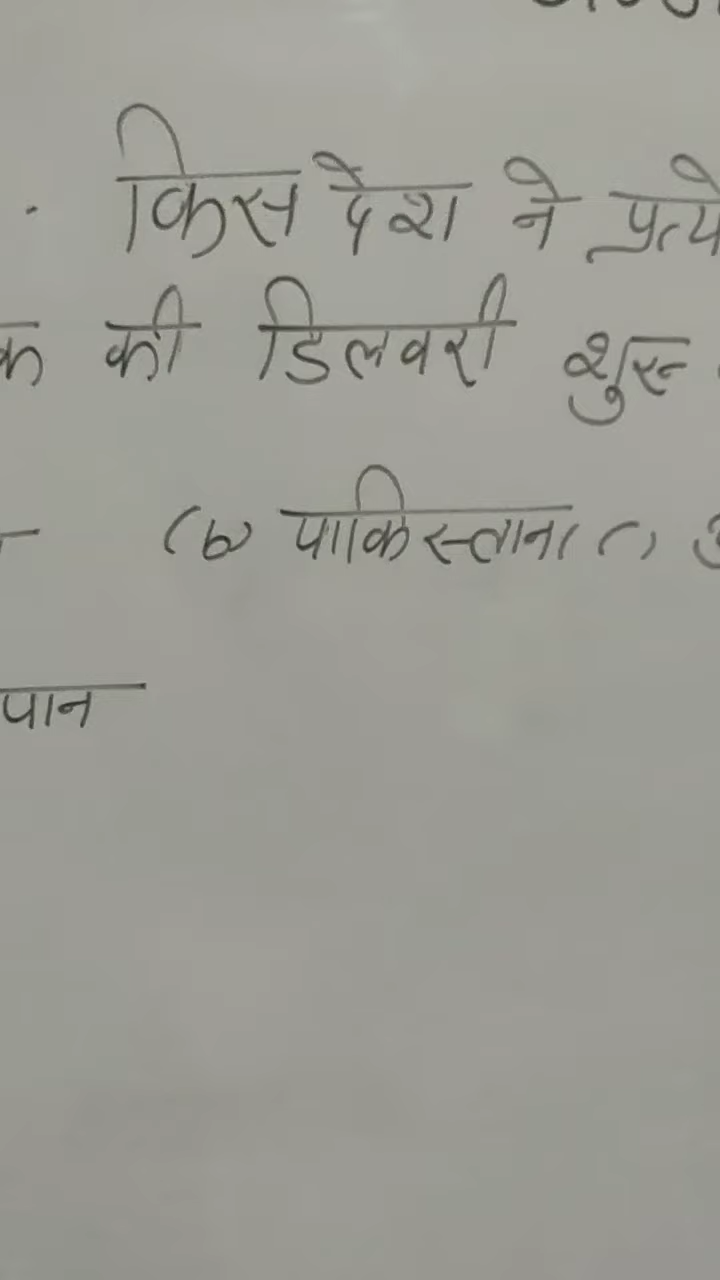 . किस देश ने प्रत्ये
क की डिलवरी शुरू
(b) पाकिस्तान ( c)
पान